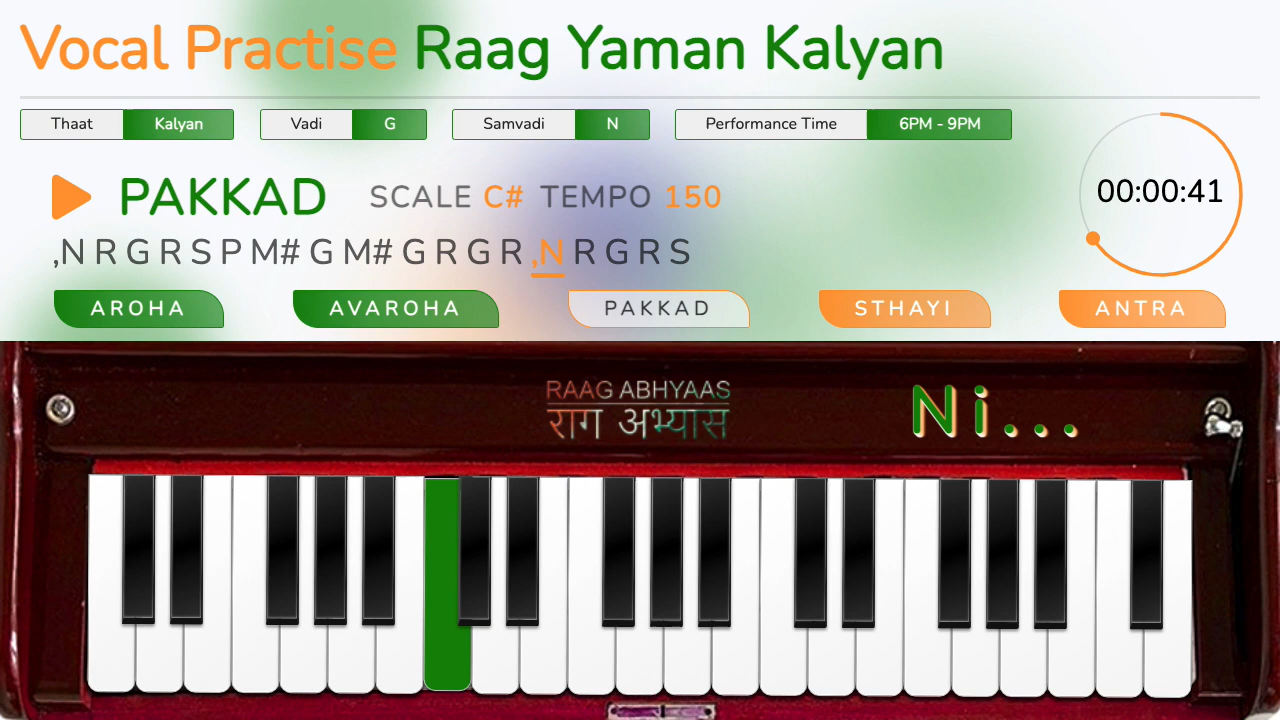 Vocal Practise Raag Yaman Kalyan
Thaat Kalyan Vadi G Samvadi N Performance Time 6PM - 9PM
00:00:41
PAKKAD SCALE C# TEMPO 150
,N R G R S P M# G M# G R G R ,N R G R S
AROHA AVAROHA PAKKAD STHAYI ANTRA
RAAG ABHYAAS
राग अभ्यास
Ni...